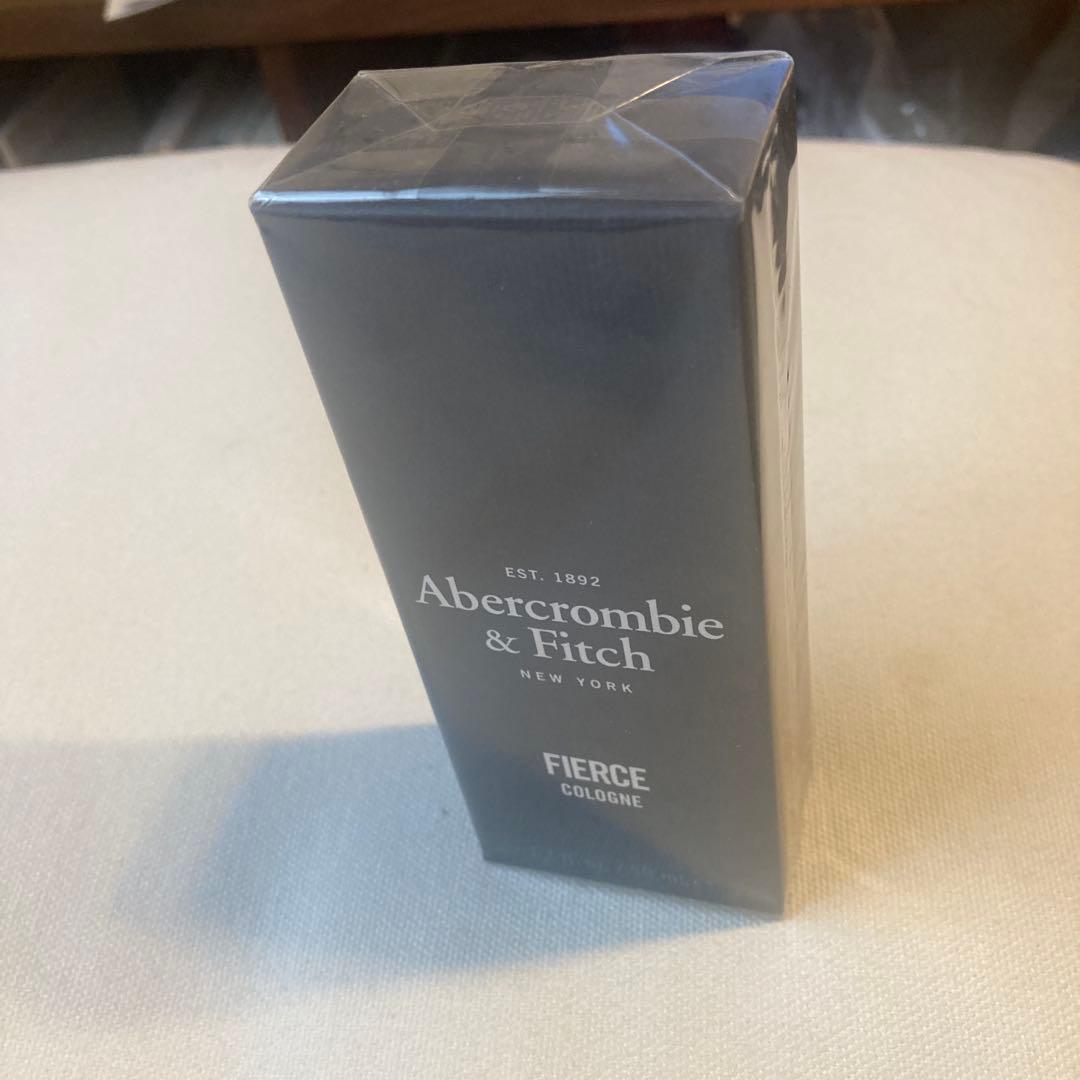 EST. 1892
Abercrombie
& Fitch
NEW YORK
FIERCE
COLOGNE